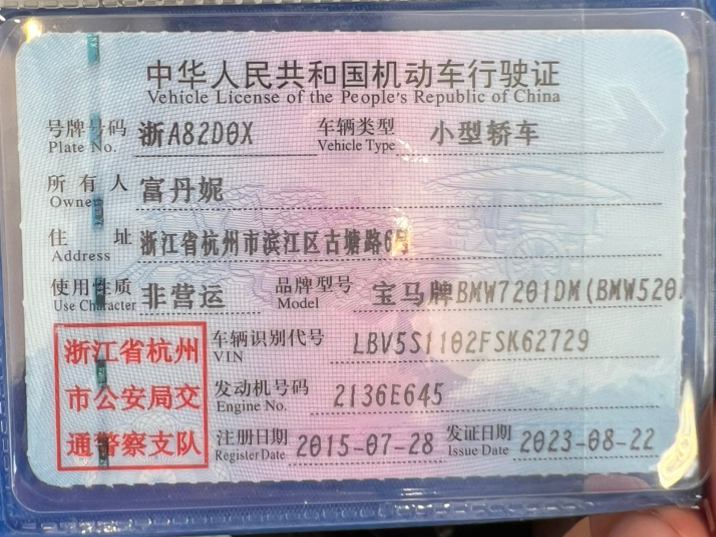 中华人民共和国机动车行驶证
Vehicle License of the People's Republic of China
号牌号码 浙A82D0X 车辆类型 小型轿车
Plate No. Vehicle Type
所有人 富丹妮
Owner
住址 浙江省杭州市滨江区古塘路6号
Address
使用性质 非营运 品牌型号 宝马牌BMW7201DM(BMW520
Use Character Model
浙江省杭州 车辆识别代号 LBV5S1102FSK62729
VIN
市公安局交 发动机号码 2136E645
Engine No.
通警察支队 注册日期 2015-07-28 发证日期 2023-08-22
Register Date Issue Date